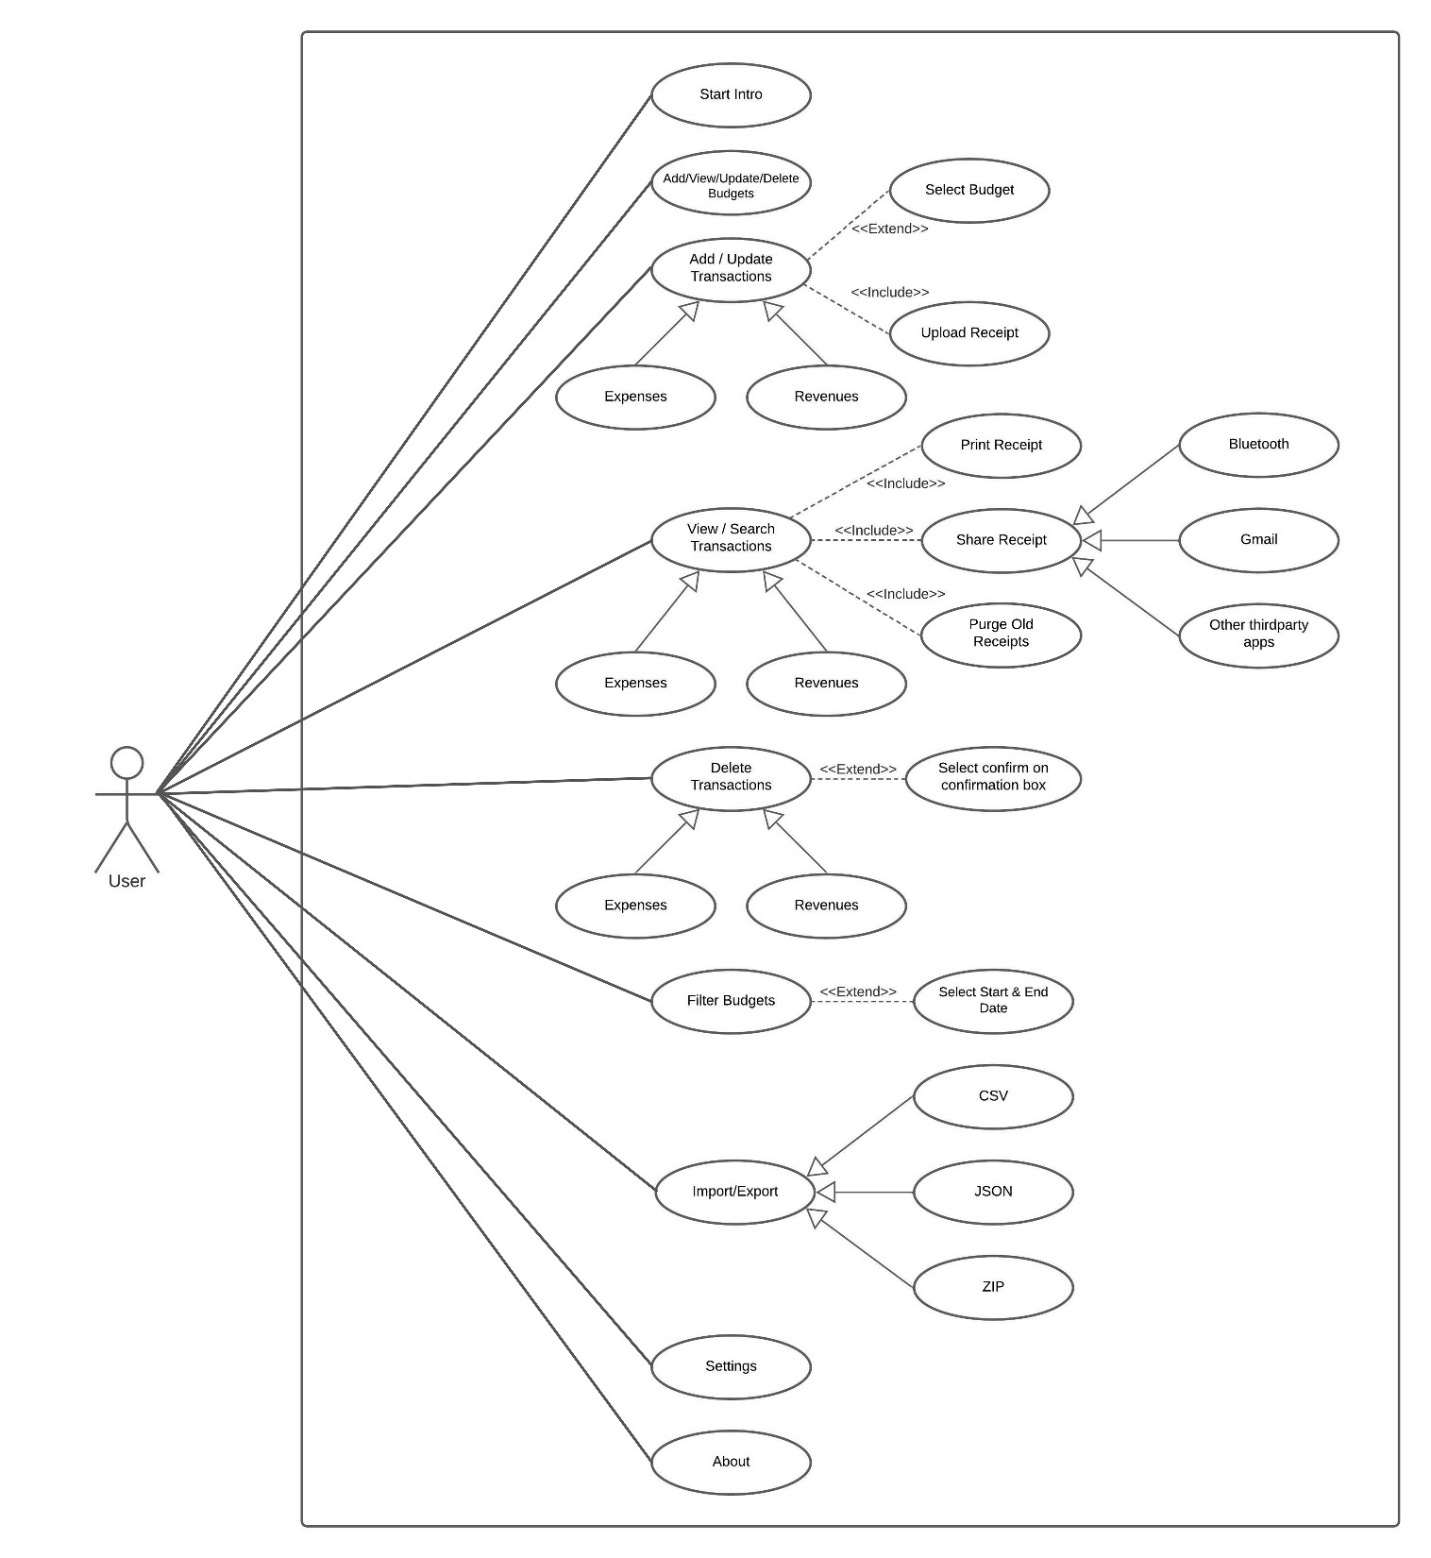 Start Intro
Add/View/Update/Delete
Budgets
Select Budget
<<Extend>>
Add / Update
Transactions
<<Include>>
Upload Receipt
Expenses
Revenues
Print Receipt
Bluetooth
<<Include>>
View / Search
Transactions
<<Include>>
Share Receipt
Gmail
<<Include>>
Purge Old
Receipts
Other thirdparty
apps
Expenses
Revenues
User
Delete
Transactions
<<Extend>>
Select confirm on
confirmation box
Expenses
Revenues
Filter Budgets
<<Extend>>
Select Start & End
Date
CSV
Import/Export
JSON
ZIP
Settings
About